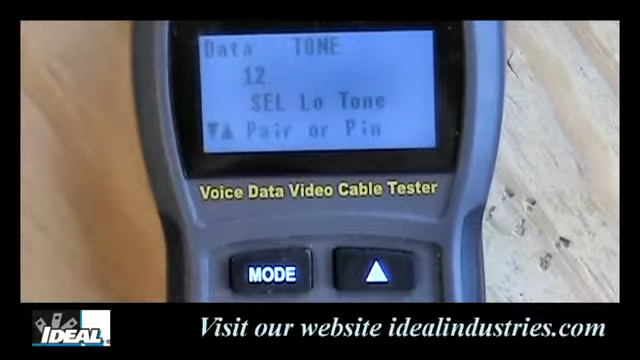 Data TONE
12
SEL Lo Tone
▼▲ Pair or Pin
Voice Data Video Cable Tester
MODE ▲
IDEAL
Visit our website idealindustries.com